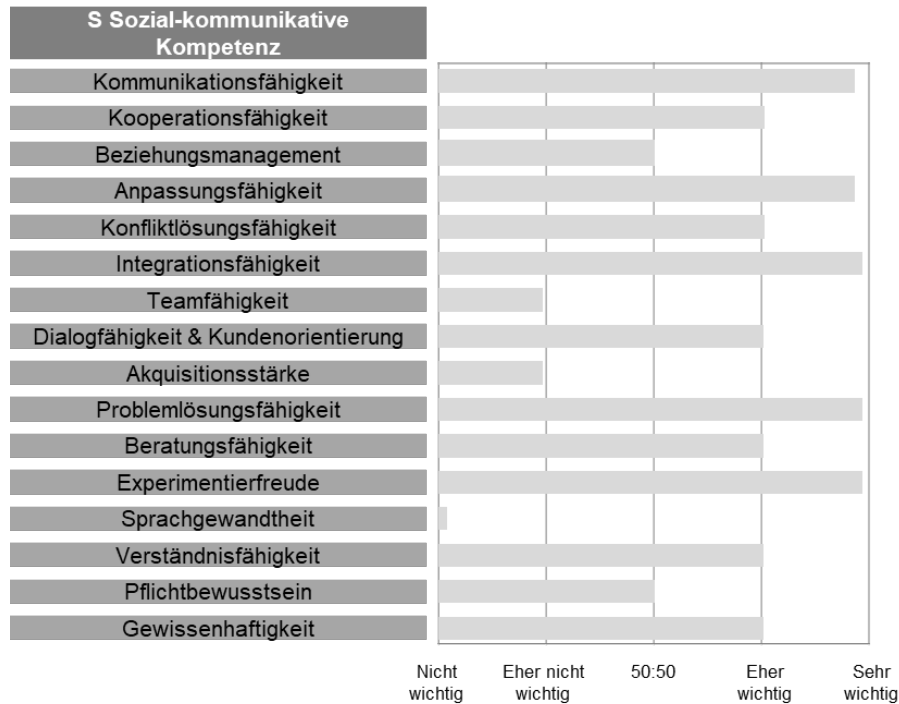 S Sozial-kommunikative
Kompetenz
Kommunikationsfähigkeit
Kooperationsfähigkeit
Beziehungsmanagement
Anpassungsfähigkeit
Konfliktlösungsfähigkeit
Integrationsfähigkeit
Teamfähigkeit
Dialogfähigkeit & Kundenorientierung
Akquisitionsstärke
Problemlösungsfähigkeit
Beratungsfähigkeit
Experimentierfreude
Sprachgewandtheit
Verständnisfähigkeit
Pflichtbewusstsein
Gewissenhaftigkeit
Nicht Eher nicht 50:50 Eher Sehr
wichtig wichtig wichtig wichtig